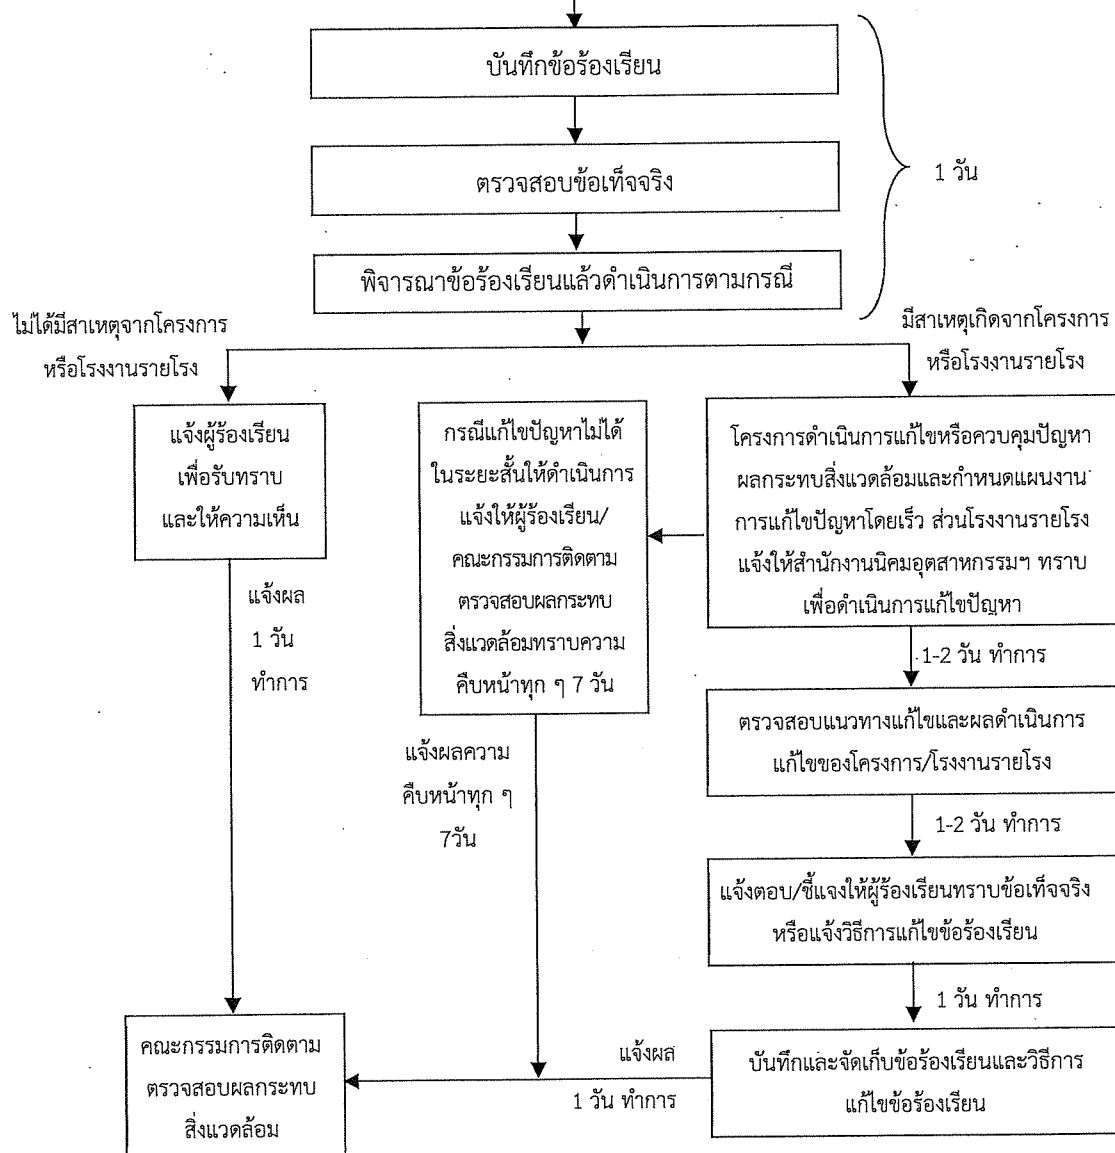 บันทึกข้อร้องเรียน
ตรวจสอบข้อเท็จจริง
1 วัน
พิจารณาข้อร้องเรียนแล้วดำเนินการตามกรณี
ไม่ได้มีสาเหตุจากโครงการ
หรือโรงงานรายโรง
มีสาเหตุเกิดจากโครงการ
หรือโรงงานรายโรง
แจ้งผู้ร้องเรียน
เพื่อรับทราบ
และให้ความเห็น
กรณีแก้ไขปัญหาไม่ได้
ในระยะสั้นให้ดำเนินการ
แจ้งให้ผู้ร้องเรียน/
คณะกรรมการติดตาม
ตรวจสอบผลกระทบ
สิ่งแวดล้อมทราบความ
คืบหน้าทุก ๆ 7 วัน
โครงการดำเนินการแก้ไขหรือควบคุมปัญหา
ผลกระทบสิ่งแวดล้อมและกำหนดแผนงาน
การแก้ไขปัญหาโดยเร็ว ส่วนโรงงานรายโรง
แจ้งให้สำนักงานนิคมอุตสาหกรรมฯ ทราบ
เพื่อดำเนินการแก้ไขปัญหา
แจ้งผล
1 วัน
ทำการ
1-2 วัน ทำการ
ตรวจสอบแนวทางแก้ไขและผลดำเนินการ
แก้ไขของโครงการ/โรงงานรายโรง
แจ้งผลความ
คืบหน้าทุก ๆ
7วัน
1-2 วัน ทำการ
แจ้งตอบ/ชี้แจงให้ผู้ร้องเรียนทราบข้อเท็จจริง
หรือแจ้งวิธีการแก้ไขข้อร้องเรียน
1 วัน ทำการ
บันทึกและจัดเก็บข้อร้องเรียนและวิธีการ
แก้ไขข้อร้องเรียน
แจ้งผล
1 วัน ทำการ
คณะกรรมการติดตาม
ตรวจสอบผลกระทบ
สิ่งแวดล้อม